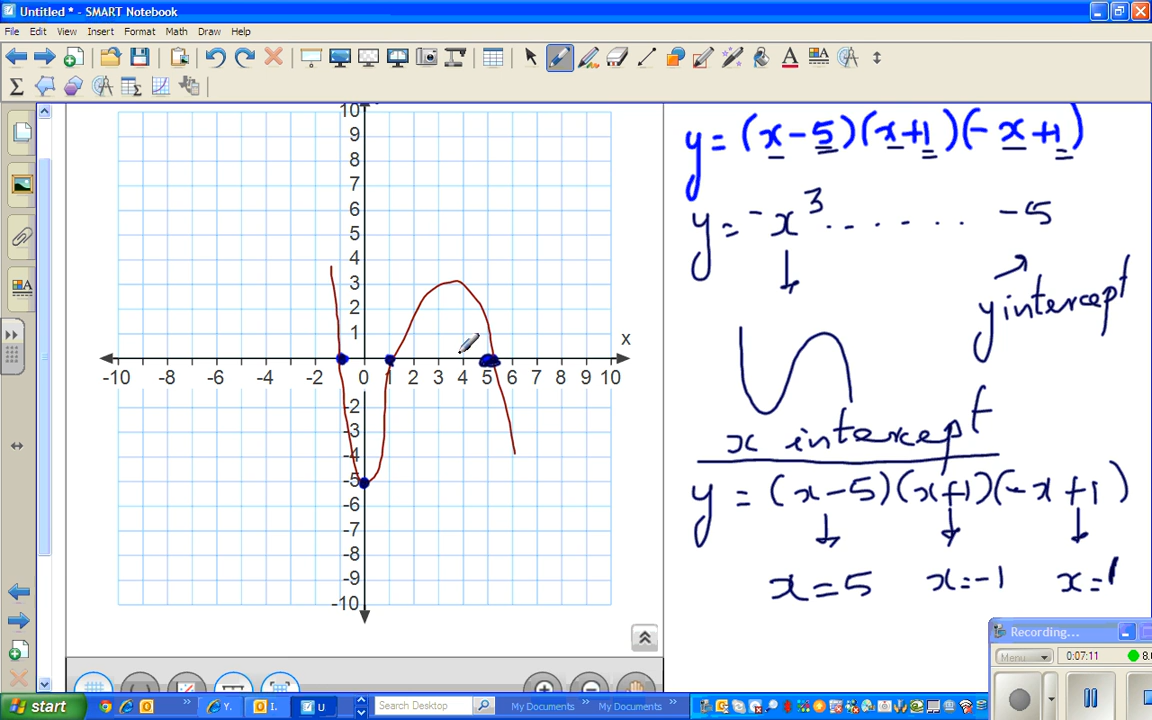 Untitled * - SMART Notebook
File Edit View Insert Format Math Draw Help
10
9
8
7
6
5
4
3
2
1
x
-10 -8 -6 -4 -2 0 1 2 3 4 5 6 7 8 9 10
-2
-3
-4
-5
-6
-7
-8
-9
-10
y = (x-5)(x+1)(-x+1)
y = -x³ . . . . . . . -5
y intercept
x intercept
y = (x-5)(x+1)(-x+1)
x=5 x=-1 x=1
Recording...
Menu 0:07:11 8.
start Y. I. U Search Desktop My Documents My Documents